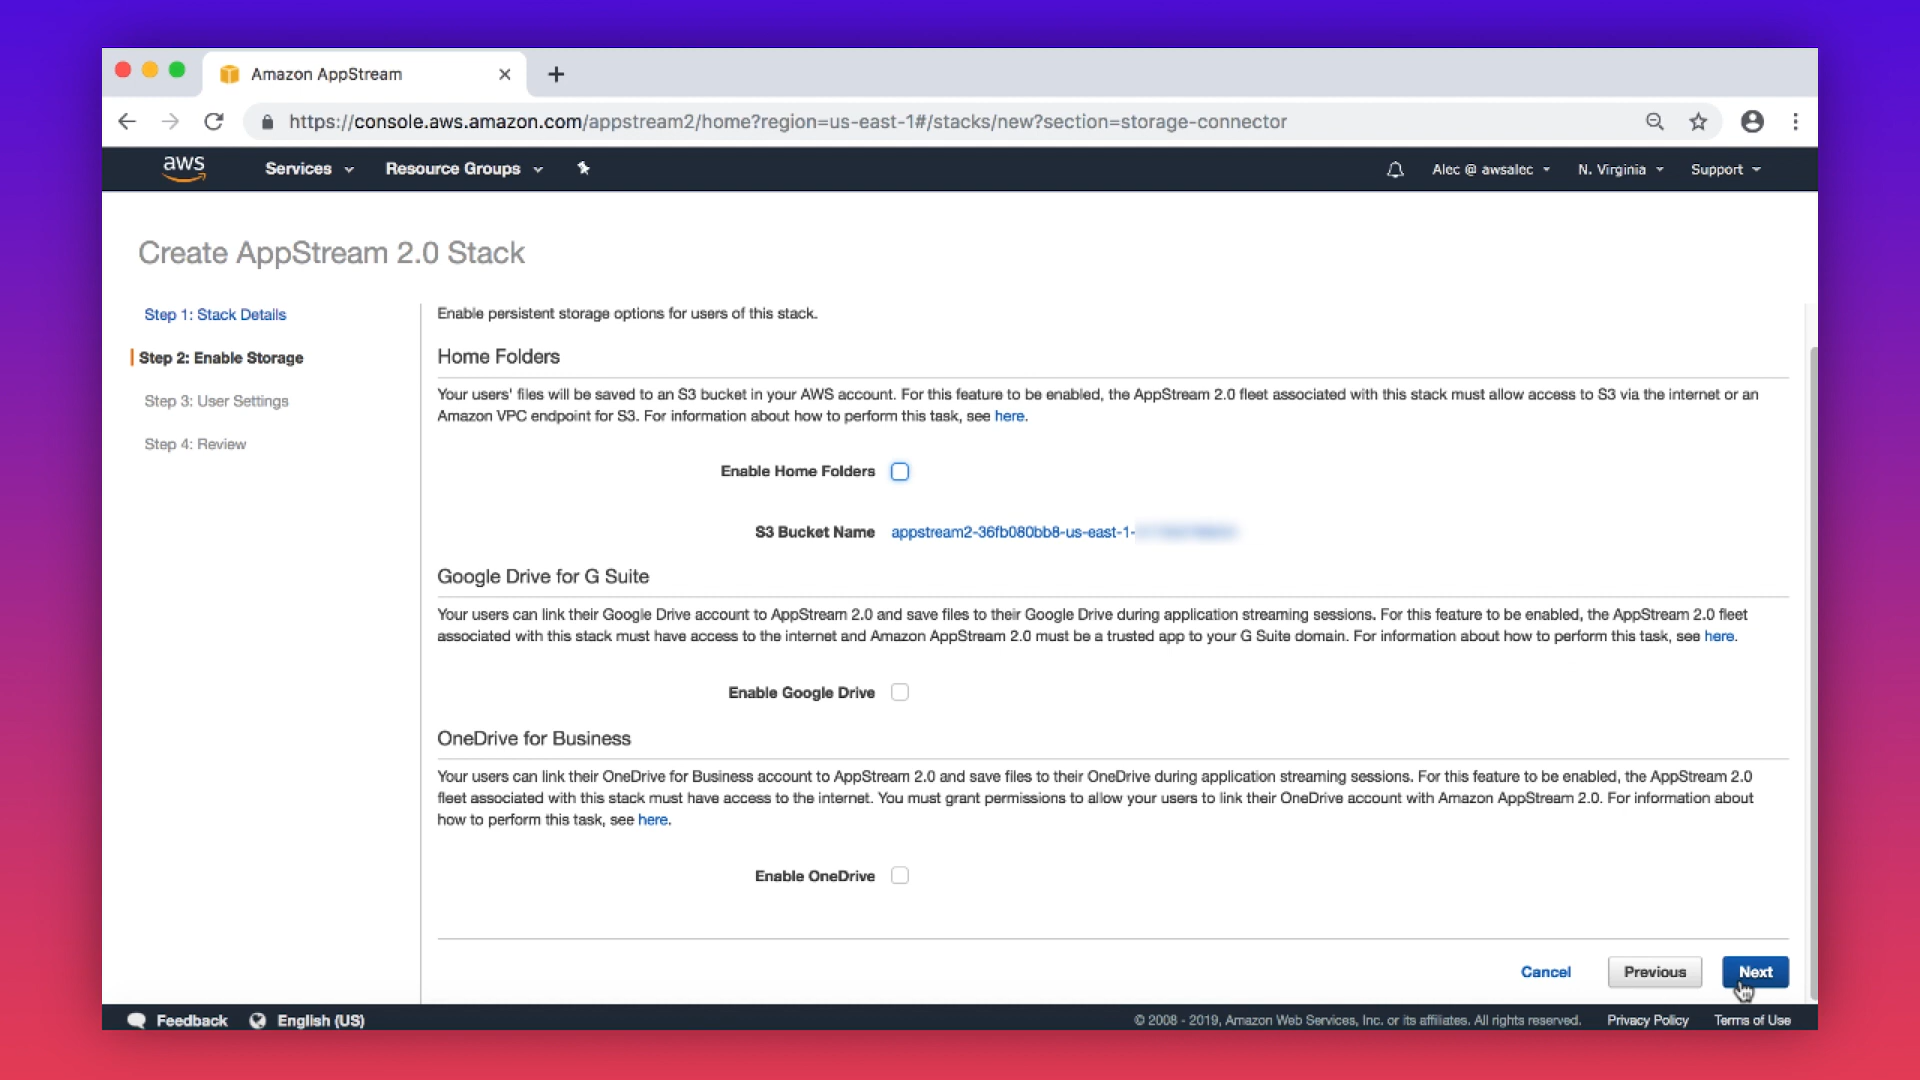 Amazon AppStream
https://console.aws.amazon.com/appstream2/home?region=us-east-1#/stacks/new?section=storage-connector
aws Services Resource Groups Alec @ awsalec N. Virginia Support
Create AppStream 2.0 Stack
Step 1: Stack Details
Step 2: Enable Storage
Step 3: User Settings
Step 4: Review
Enable persistent storage options for users of this stack.
Home Folders
Your users' files will be saved to an S3 bucket in your AWS account. For this feature to be enabled, the AppStream 2.0 fleet associated with this stack must allow access to S3 via the internet or an
Amazon VPC endpoint for S3. For information about how to perform this task, see here.
Enable Home Folders
S3 Bucket Name appstream2-36fb080bb8-us-east-1-
Google Drive for G Suite
Your users can link their Google Drive account to AppStream 2.0 and save files to their Google Drive during application streaming sessions. For this feature to be enabled, the AppStream 2.0 fleet
associated with this stack must have access to the internet and Amazon AppStream 2.0 must be a trusted app to your G Suite domain. For information about how to perform this task, see here.
Enable Google Drive
OneDrive for Business
Your users can link their OneDrive for Business account to AppStream 2.0 and save files to their OneDrive during application streaming sessions. For this feature to be enabled, the AppStream 2.0
fleet associated with this stack must have access to the internet. You must grant permissions to allow your users to link their OneDrive account with Amazon AppStream 2.0. For information about
how to perform this task, see here.
Enable OneDrive
Cancel Previous Next
Feedback English (US) © 2008 - 2019, Amazon Web Services, Inc. or its affiliates. All rights reserved. Privacy Policy Terms of Use